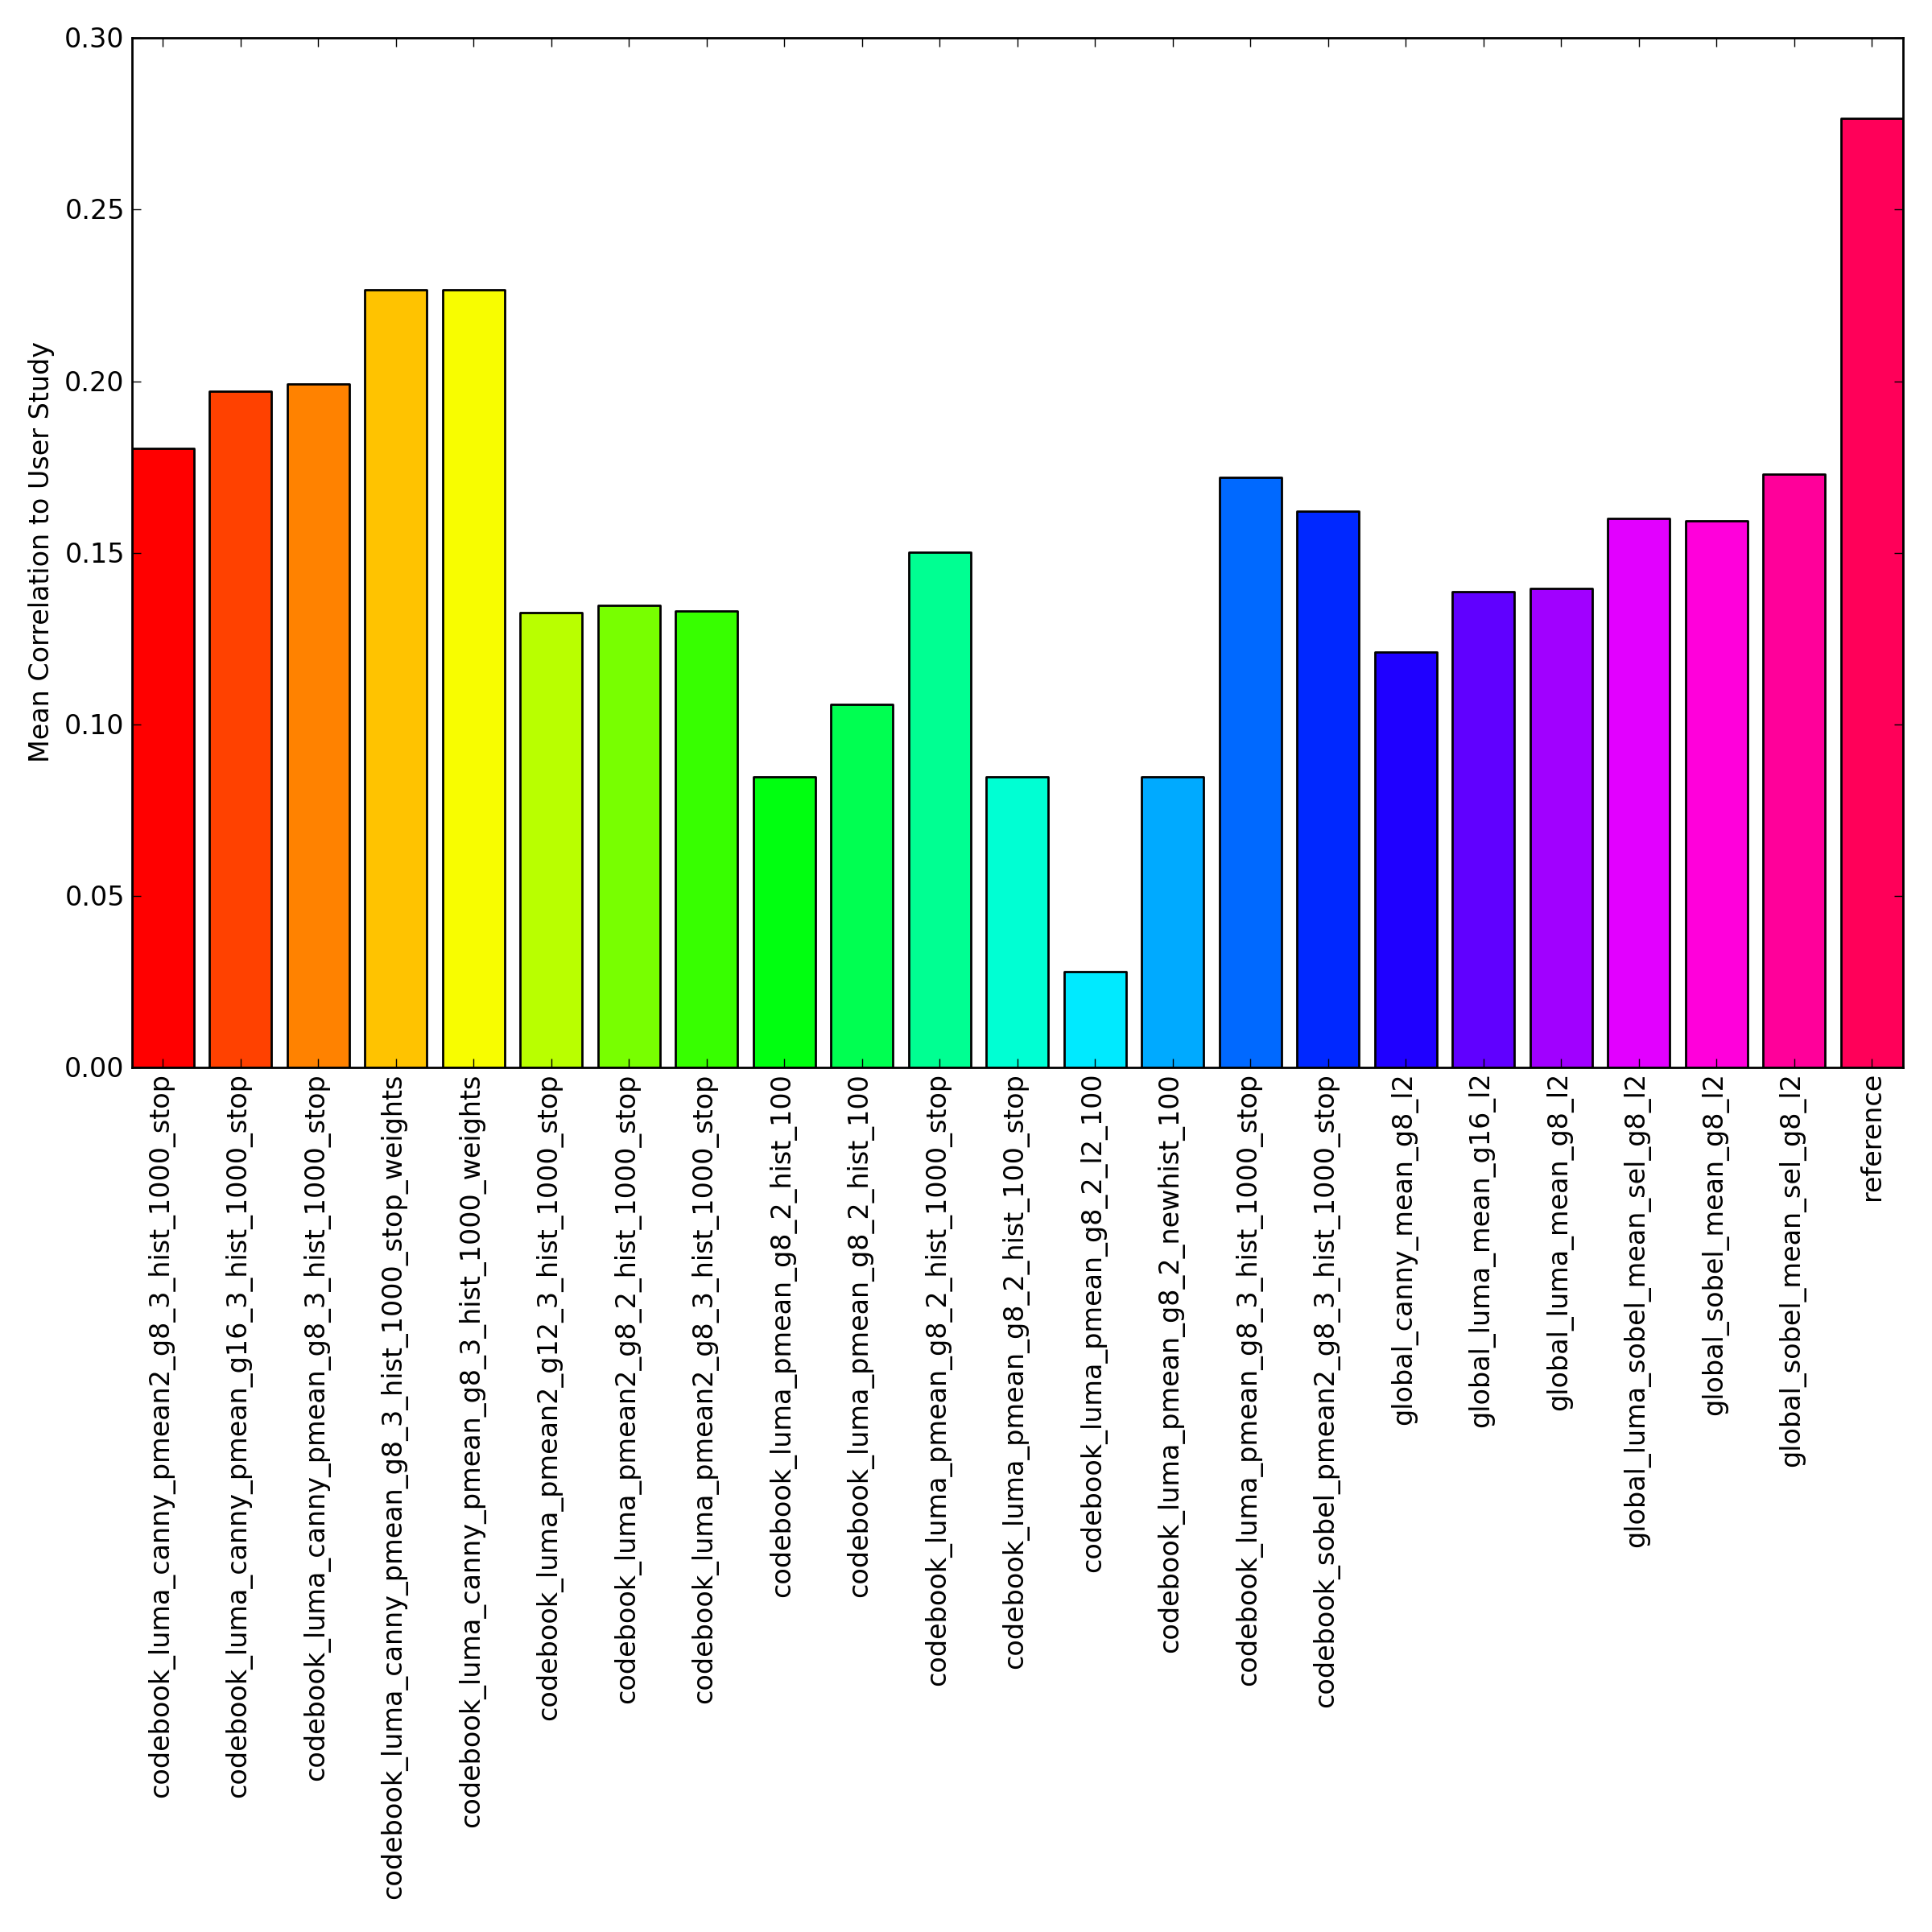 0.30
0.25
0.20
0.15
0.10
0.05
0.00
Mean Correlation to User Study
codebook_luma_canny_pmean2_g8_3_hist_1000_stop
codebook_luma_canny_pmean_g16_3_hist_1000_stop
codebook_luma_canny_pmean_g8_3_hist_1000_stop
codebook_luma_canny_pmean_g8_3_hist_1000_stop_weights
codebook_luma_canny_pmean_g8_3_hist_1000_weights
codebook_luma_pmean2_g12_3_hist_1000_stop
codebook_luma_pmean2_g8_2_hist_1000_stop
codebook_luma_pmean2_g8_3_hist_1000_stop
codebook_luma_pmean_g8_2_hist_100
codebook_luma_pmean_g8_2_hist_100
codebook_luma_pmean_g8_2_hist_1000_stop
codebook_luma_pmean_g8_2_hist_100_stop
codebook_luma_pmean_g8_2_l2_100
codebook_luma_pmean_g8_2_newhist_100
codebook_luma_pmean_g8_3_hist_1000_stop
codebook_sobel_pmean2_g8_3_hist_1000_stop
global_canny_mean_g8_l2
global_luma_mean_g16_l2
global_luma_mean_g8_l2
global_luma_sobel_mean_sel_g8_l2
global_sobel_mean_g8_l2
global_sobel_mean_sel_g8_l2
reference